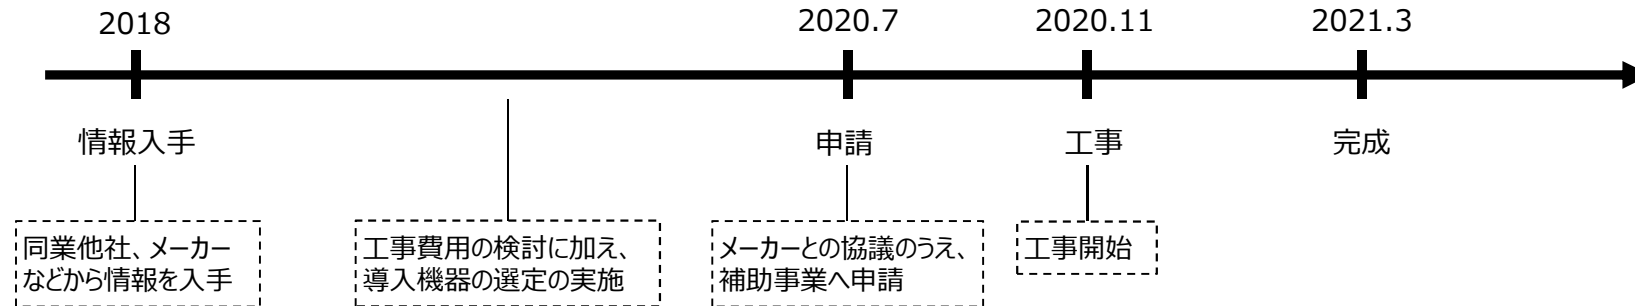 2018
2020.7
2020.11
2021.3
情報入手
申請
工事
完成
同業他社、メーカー
などから情報を入手
工事費用の検討に加え、
導入機器の選定の実施
メーカーとの協議のうえ、
補助事業へ申請
工事開始